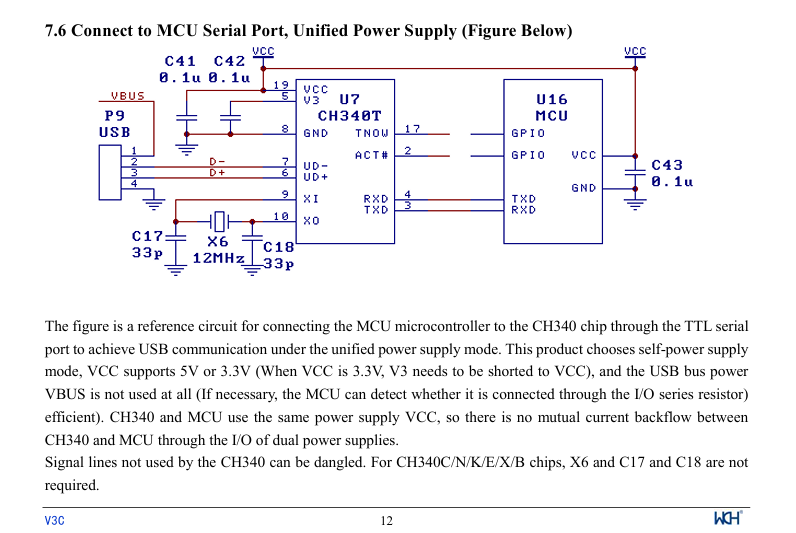 7.6 Connect to MCU Serial Port, Unified Power Supply (Figure Below)
C41 C42 VCC VCC
0.1u 0.1u
VBUS
P9
USB
1
2
3
4
D-
D+
19
5
8
7
6
9
10
VCC
V3
GND
UD-
UD+
XI
XO
U7
CH340T
TNOW 17
ACT# 2
RXD 4
TXD 3
U16
MCU
GPIO
GPIO VCC
GND
TXD
RXD
C43
0.1u
C17
33p
X6
12MHz
C18
33p
The figure is a reference circuit for connecting the MCU microcontroller to the CH340 chip through the TTL serial
port to achieve USB communication under the unified power supply mode. This product chooses self-power supply
mode, VCC supports 5V or 3.3V (When VCC is 3.3V, V3 needs to be shorted to VCC), and the USB bus power
VBUS is not used at all (If necessary, the MCU can detect whether it is connected through the I/O series resistor)
efficient). CH340 and MCU use the same power supply VCC, so there is no mutual current backflow between
CH340 and MCU through the I/O of dual power supplies.
Signal lines not used by the CH340 can be dangled. For CH340C/N/K/E/X/B chips, X6 and C17 and C18 are not
required.
V3C 12 WCH